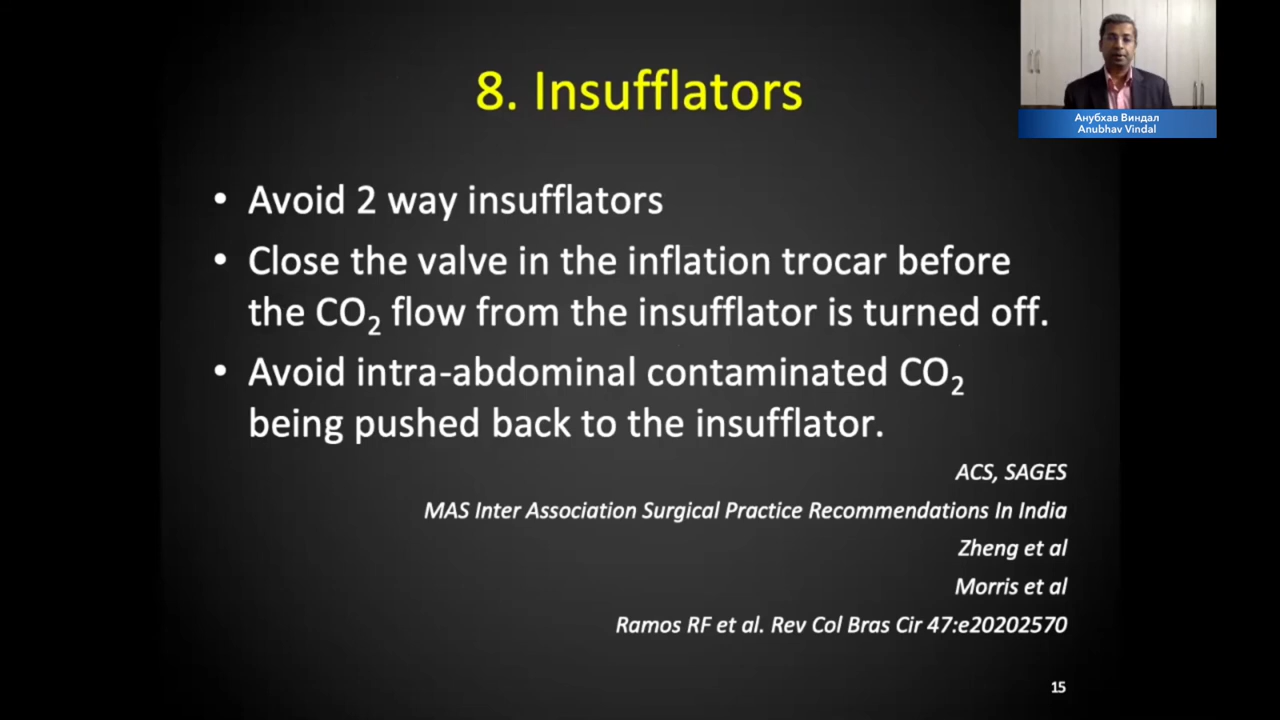 8. Insufflators
Анубхав Виндал
Anubhav Vindal
• Avoid 2 way insufflators
• Close the valve in the inflation trocar before
the CO₂ flow from the insufflator is turned off.
• Avoid intra-abdominal contaminated CO₂
being pushed back to the insufflator.
ACS, SAGES
MAS Inter Association Surgical Practice Recommendations In India
Zheng et al
Morris et al
Ramos RF et al. Rev Col Bras Cir 47:e20202570
15